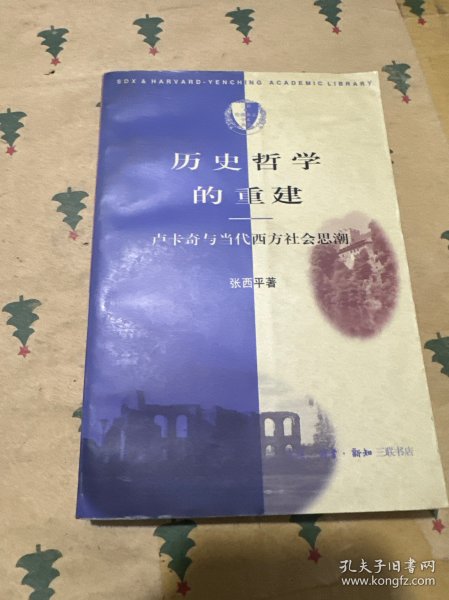 SDX & HARVARD-YENCHING ACADEMIC LIBRARY
历史哲学
的重建
卢卡奇与当代西方社会思潮
张西平著
·新知 三联书店
孔夫子旧书网
www.kongfz.com